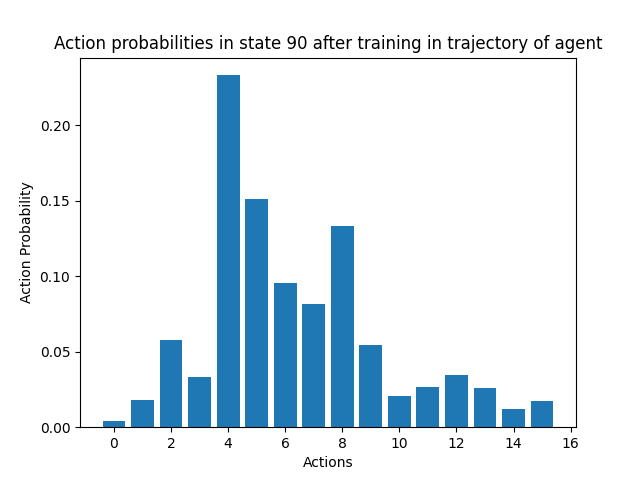 Action probabilities in state 90 after training in trajectory of agent
Action Probability
0.20
0.15
0.10
0.05
0.00
0 2 4 6 8 10 12 14 16
Actions